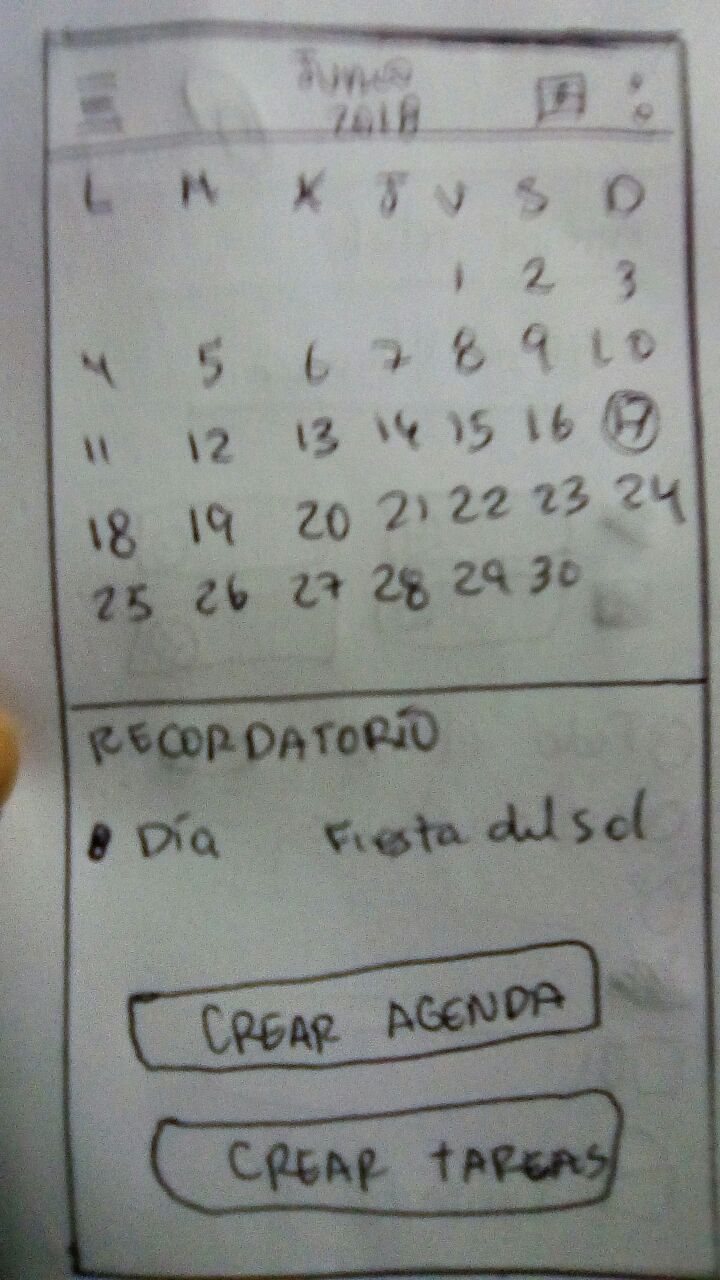 Junio
2018
L M X J V S D
1 2 3
4 5 6 7 8 9 10
11 12 13 14 15 16 17
18 19 20 21 22 23 24
25 26 27 28 29 30
RECORDATORIO
Día Fiesta del sol
CREAR AGENDA
CREAR tAREAS